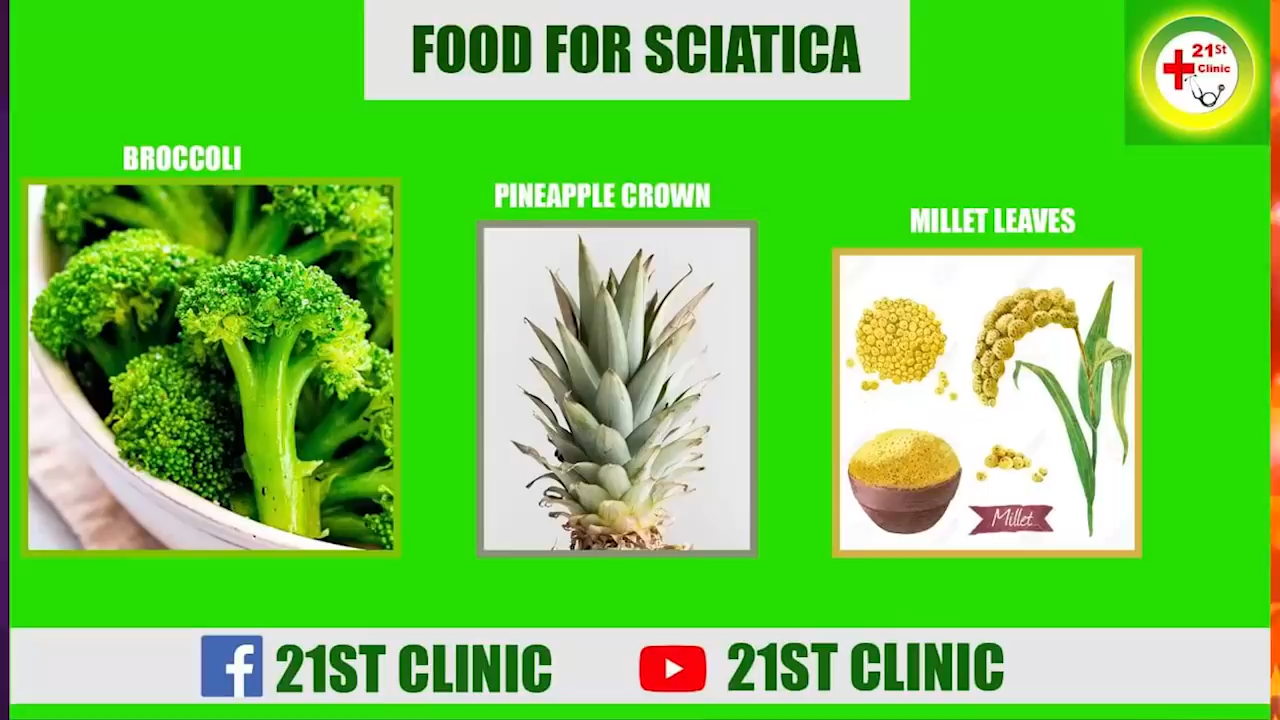 FOOD FOR SCIATICA
21St
Clinic
BROCCOLI
PINEAPPLE CROWN
MILLET LEAVES
Millet
21ST CLINIC
21ST CLINIC